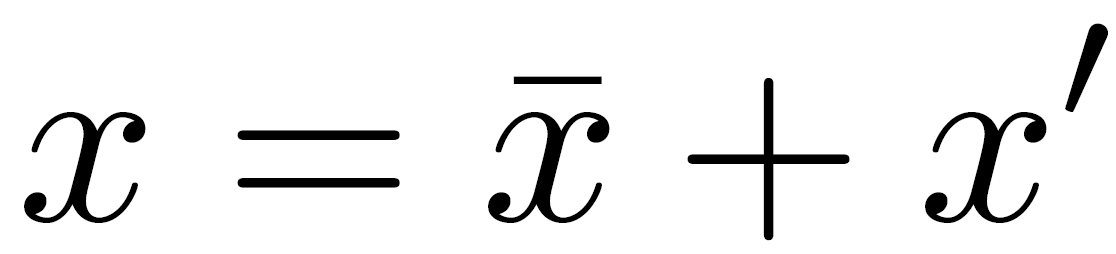 x = x̄ + x′